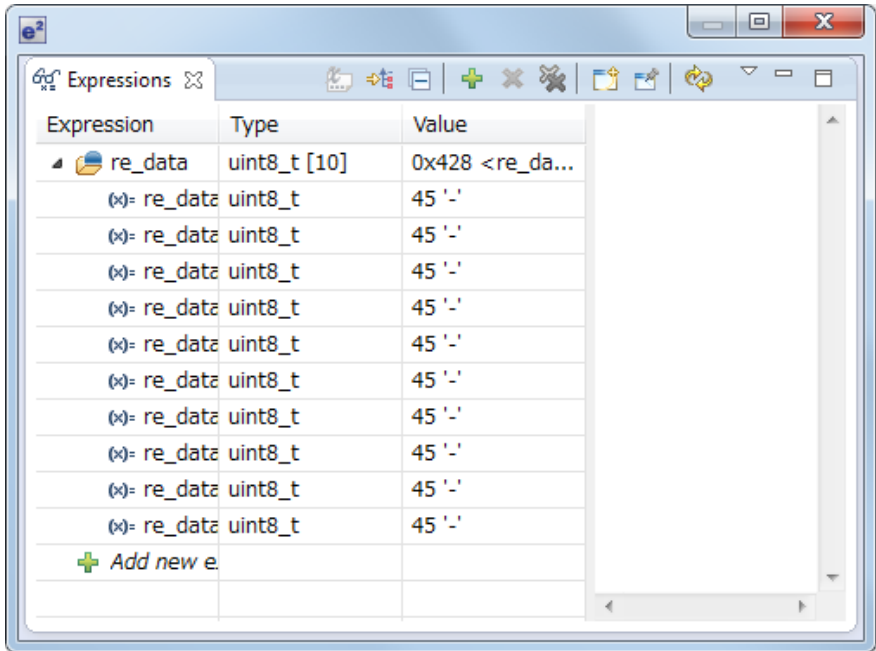 e²
Expressions
Expression Type Value
re_data uint8_t [10] 0x428 <re_da...
(x)= re_data uint8_t 45 '-'
(x)= re_data uint8_t 45 '-'
(x)= re_data uint8_t 45 '-'
(x)= re_data uint8_t 45 '-'
(x)= re_data uint8_t 45 '-'
(x)= re_data uint8_t 45 '-'
(x)= re_data uint8_t 45 '-'
(x)= re_data uint8_t 45 '-'
(x)= re_data uint8_t 45 '-'
(x)= re_data uint8_t 45 '-'
Add new e